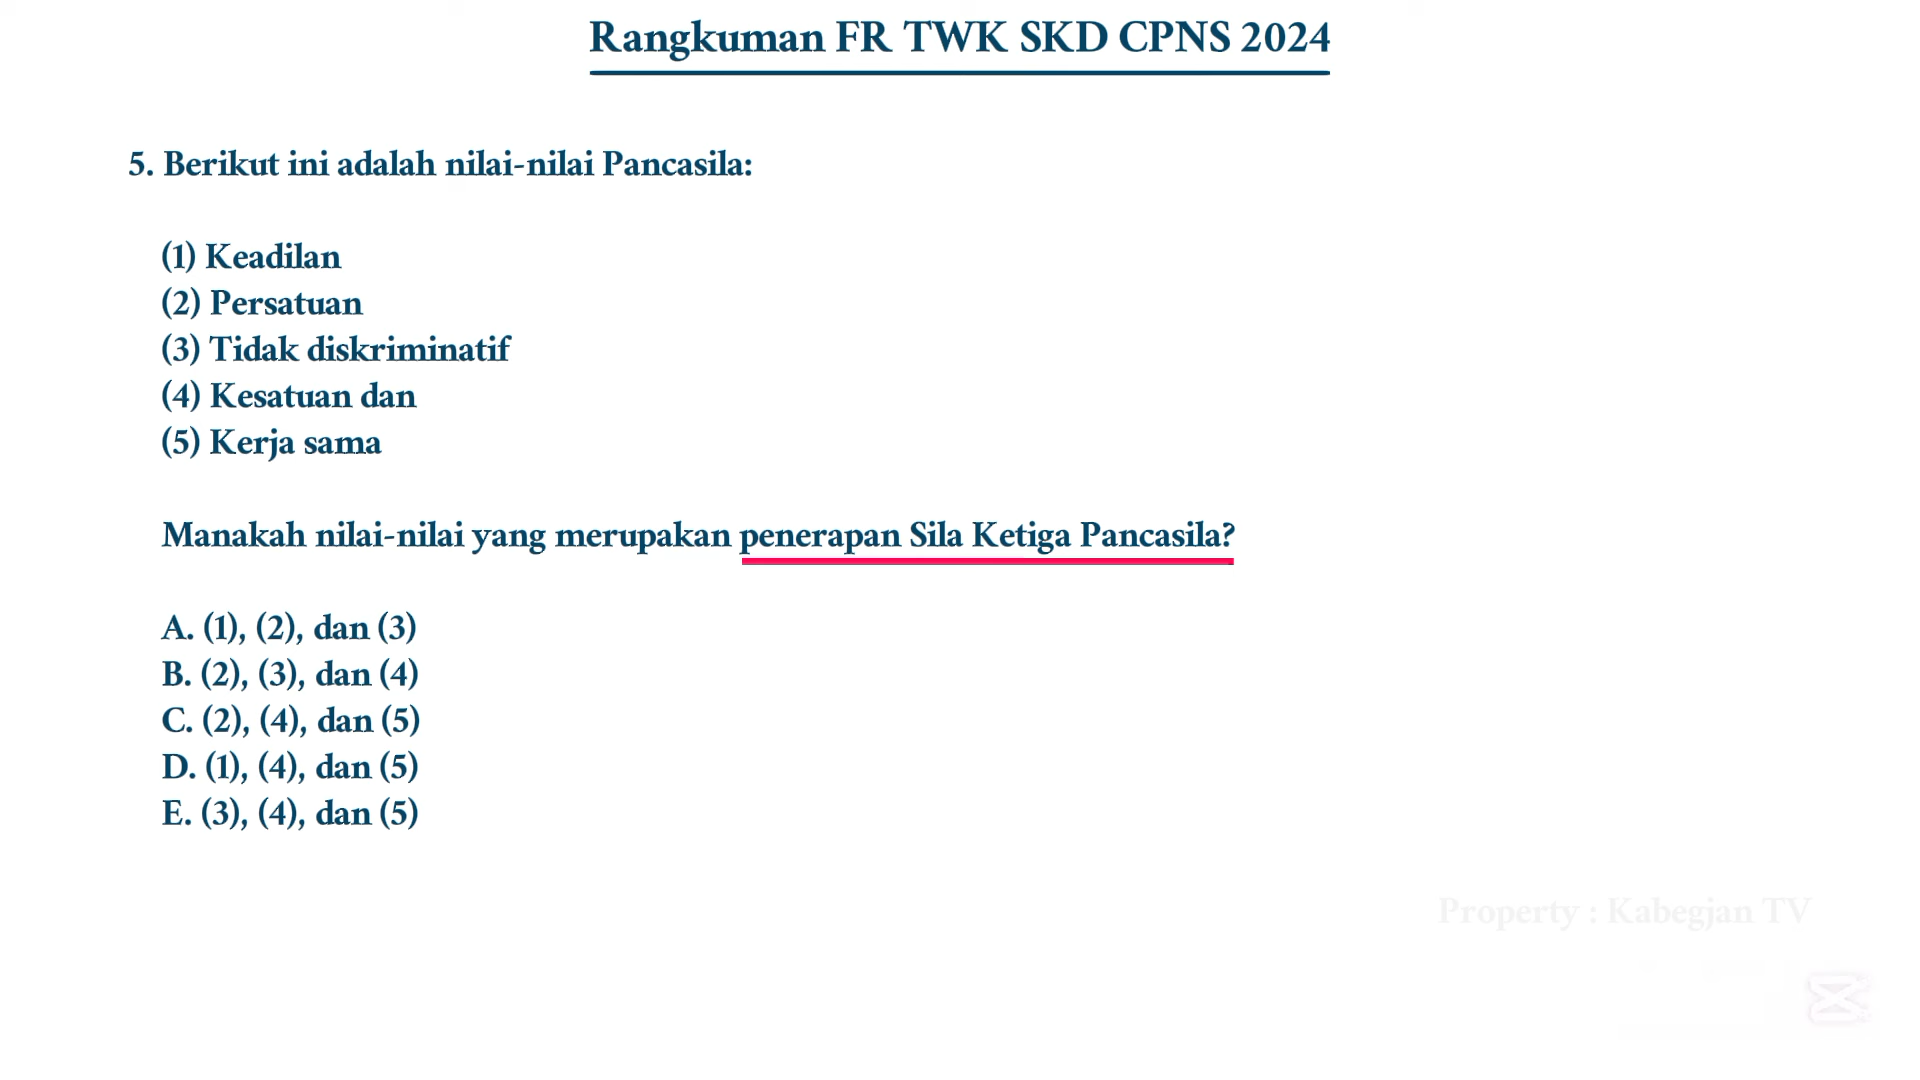 Rangkuman FR TWK SKD CPNS 2024
5. Berikut ini adalah nilai-nilai Pancasila:
(1) Keadilan
(2) Persatuan
(3) Tidak diskriminatif
(4) Kesatuan dan
(5) Kerja sama
Manakah nilai-nilai yang merupakan penerapan Sila Ketiga Pancasila?
A. (1), (2), dan (3)
B. (2), (3), dan (4)
C. (2), (4), dan (5)
D. (1), (4), dan (5)
E. (3), (4), dan (5)
Property : Kabegjan TV